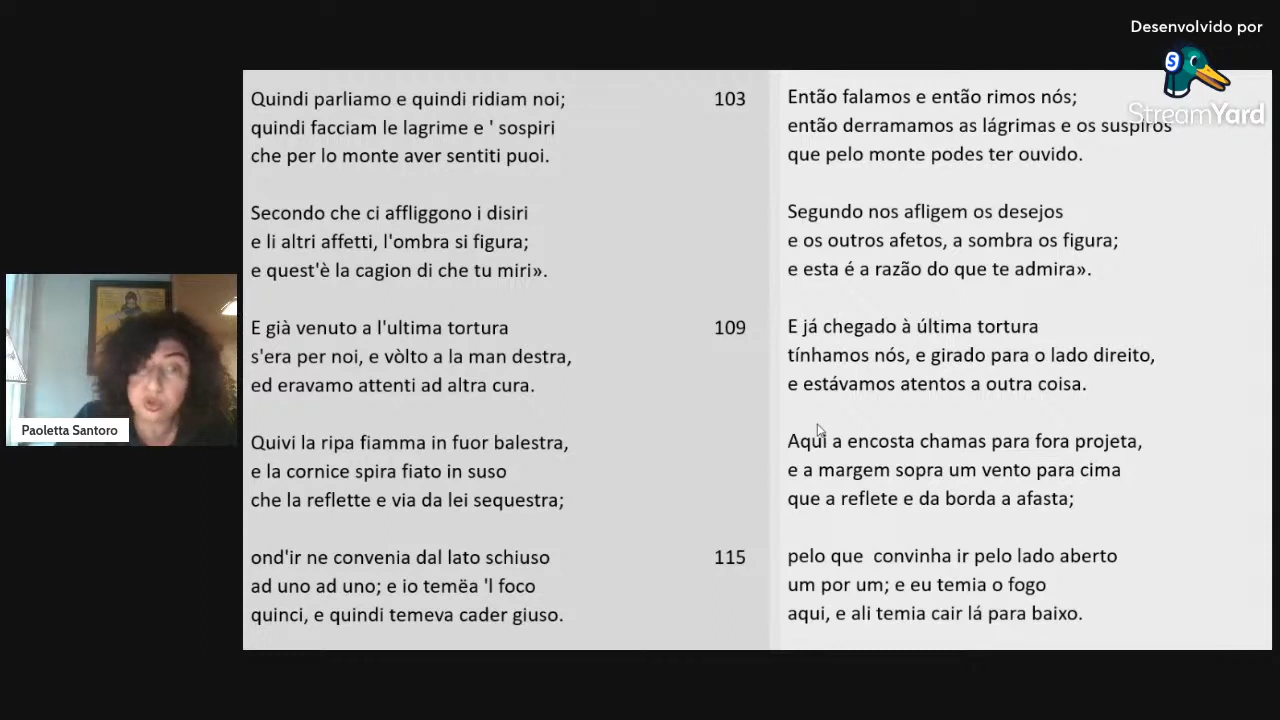 Desenvolvido por
StreamYard
Quindi parliamo e quindi ridiam noi; 103
quindi facciam le lagrime e ' sospiri
che per lo monte aver sentiti puoi.
Secondo che ci affliggono i disiri
e li altri affetti, l'ombra si figura;
e quest'è la cagion di che tu miri».
E già venuto a l'ultima tortura 109
s'era per noi, e vòlto a la man destra,
ed eravamo attenti ad altra cura.
Quivi la ripa fiamma in fuor balestra,
e la cornice spira fiato in suso
che la reflette e via da lei sequestra;
ond'ir ne convenia dal lato schiuso 115
ad uno ad uno; e io temëa 'l foco
quinci, e quindi temeva cader giuso.
Então falamos e então rimos nós;
então derramamos as lágrimas e os suspiros
que pelo monte podes ter ouvido.
Segundo nos afligem os desejos
e os outros afetos, a sombra os figura;
e esta é a razão do que te admira».
E já chegado à última tortura
tínhamos nós, e girado para o lado direito,
e estávamos atentos a outra coisa.
Aqui a encosta chamas para fora projeta,
e a margem sopra um vento para cima
que a reflete e da borda a afasta;
pelo que  convinha ir pelo lado aberto
um por um; e eu temia o fogo
aqui, e ali temia cair lá para baixo.
Paoletta Santoro